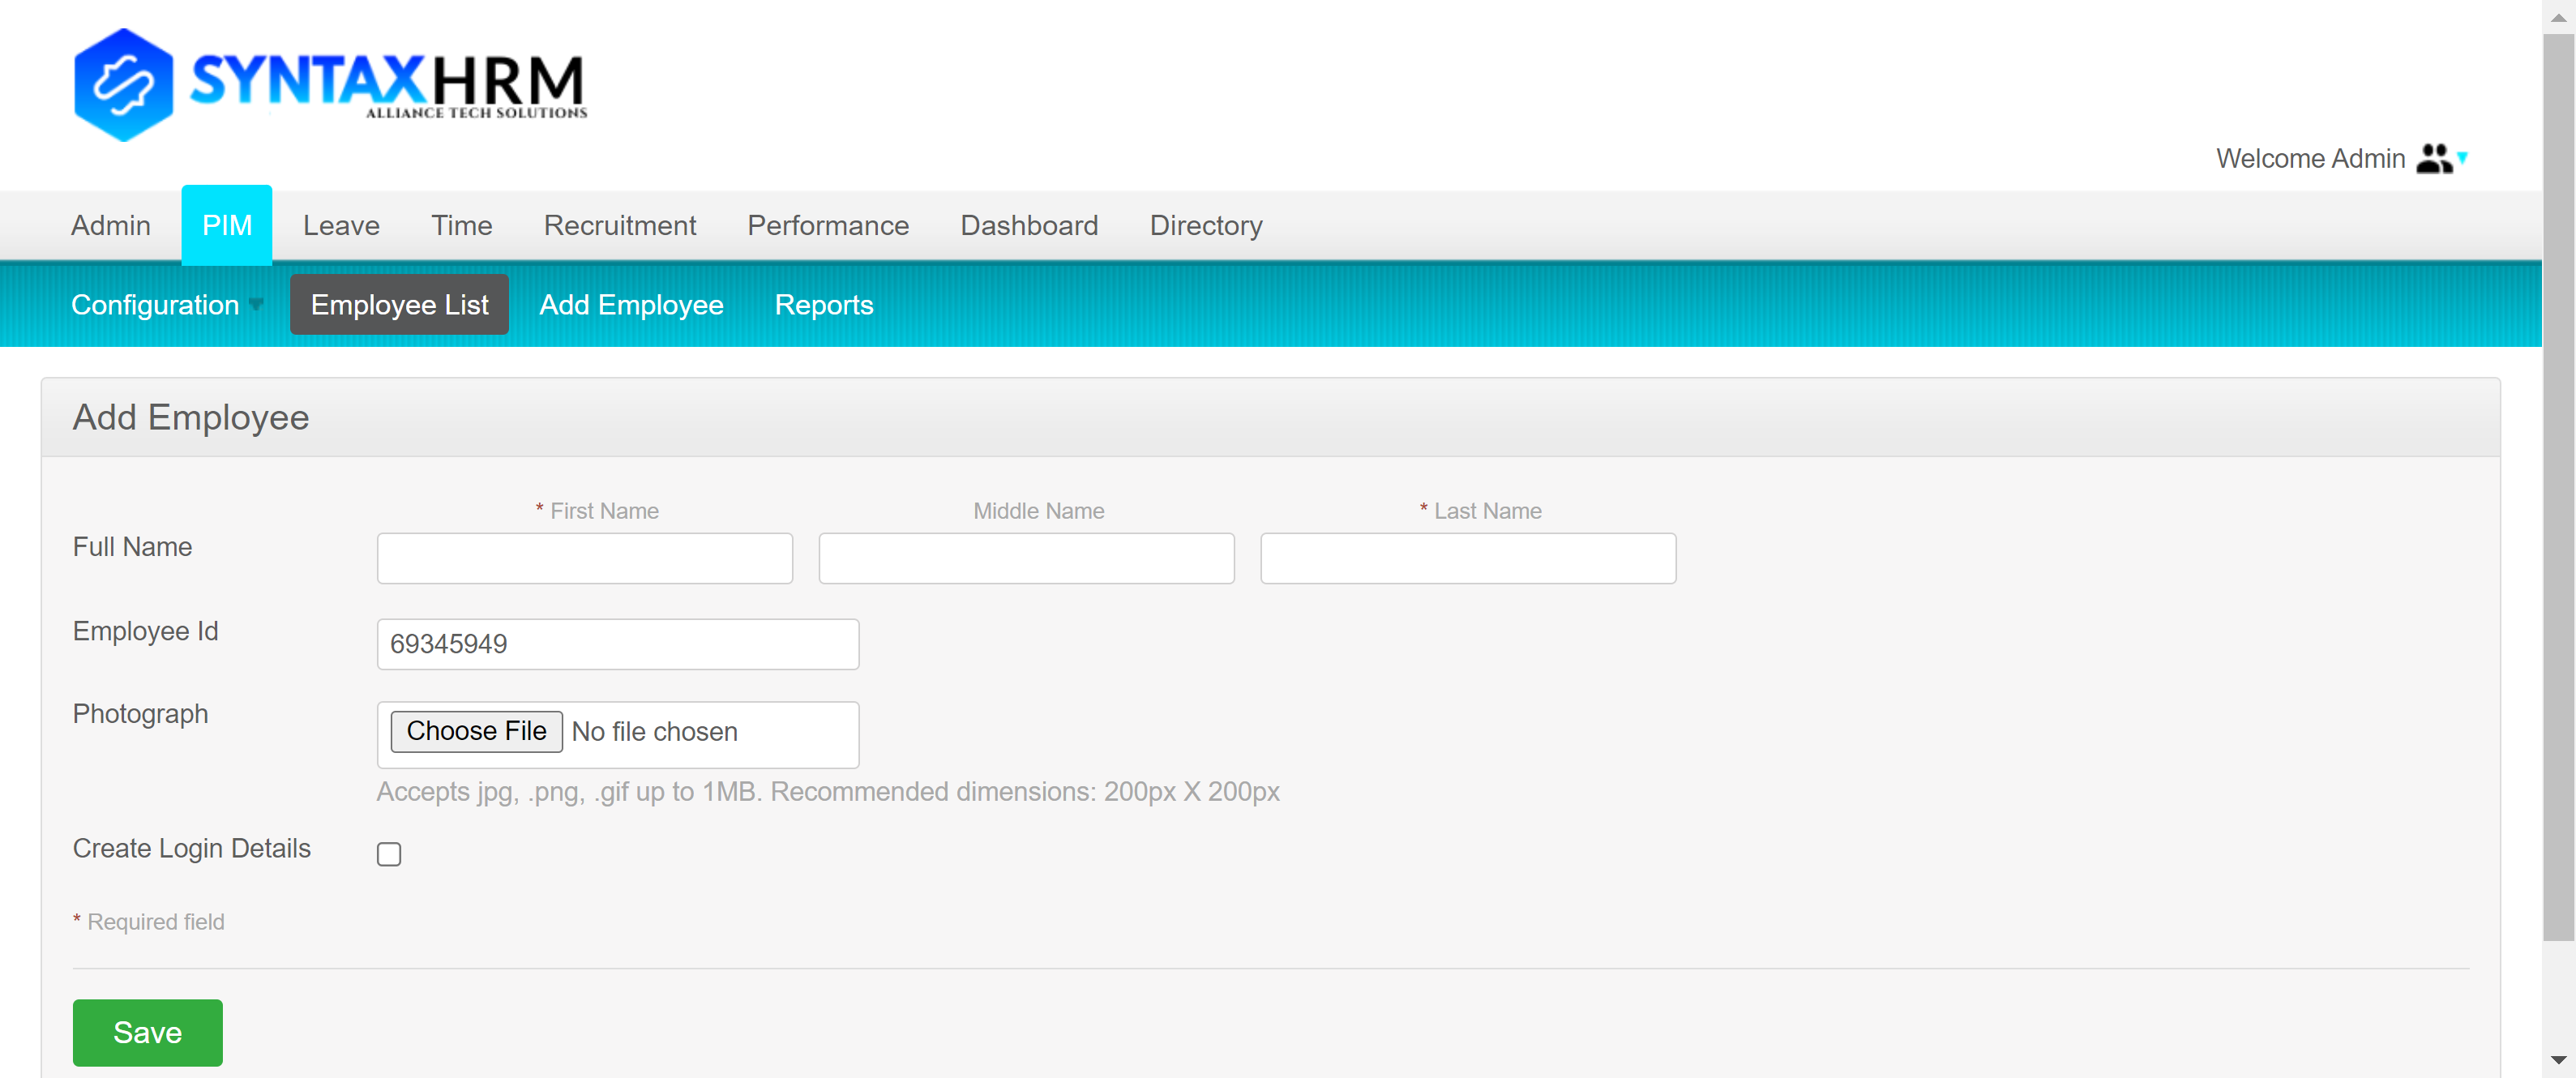 SYNTAXHRM
ALLIANCE TECH SOLUTIONS
Welcome Admin
Admin PIM Leave Time Recruitment Performance Dashboard Directory
Configuration Employee List Add Employee Reports
Add Employee
* First Name Middle Name * Last Name
Full Name
Employee Id 69345949
Photograph Choose File No file chosen
Accepts jpg, .png, .gif up to 1MB. Recommended dimensions: 200px X 200px
Create Login Details
* Required field
Save